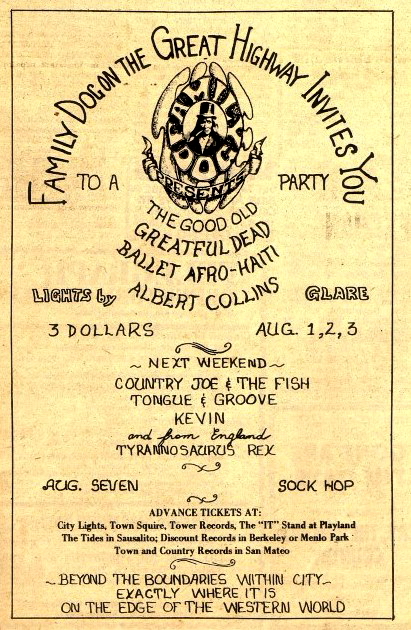 FAMILY DOG ON THE GREAT HIGHWAY INVITES YOU
FAMILY DOG
PRESENTS
TO A PARTY
THE GOOD OLD
GREATFUL DEAD
BALLET AFRO-HAITI
ALBERT COLLINS
LIGHTS by GLARE
3 DOLLARS AUG. 1,2,3
~ NEXT WEEKEND ~
COUNTRY JOE & THE FISH
TONGUE & GROOVE
KEVIN
and from England
TYRANNOSAURUS REX
AUG. SEVEN SOCK HOP
ADVANCE TICKETS AT:
City Lights, Town Squire, Tower Records, The "IT" Stand at Playland
The Tides in Sausalito; Discount Records in Berkeley or Menlo Park
Town and Country Records in San Mateo
~BEYOND THE BOUNDARIES WITHIN CITY~
EXACTLY WHERE IT IS
ON THE EDGE OF THE WESTERN WORLD